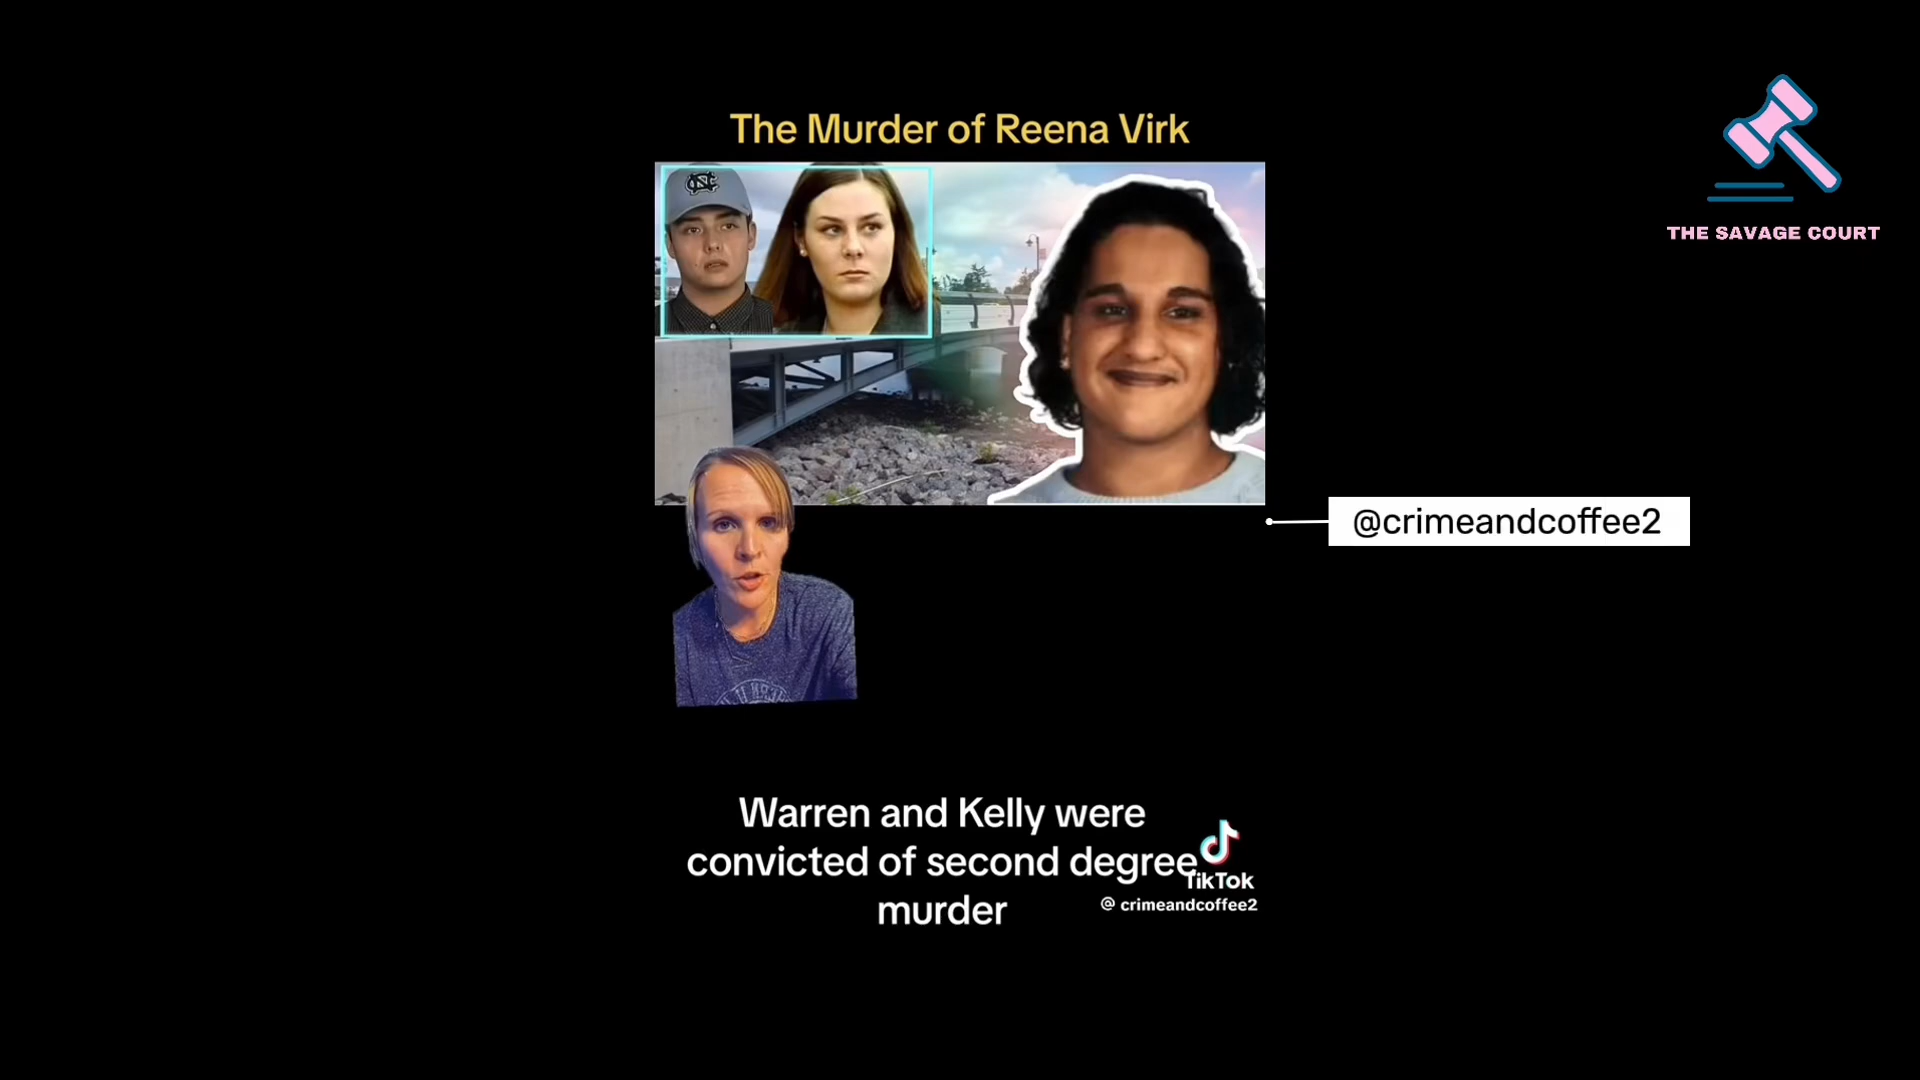 The Murder of Reena Virk
THE SAVAGE COURT
@crimeandcoffee2
Warren and Kelly were
convicted of second degree
murder
TikTok
@ crimeandcoffee2